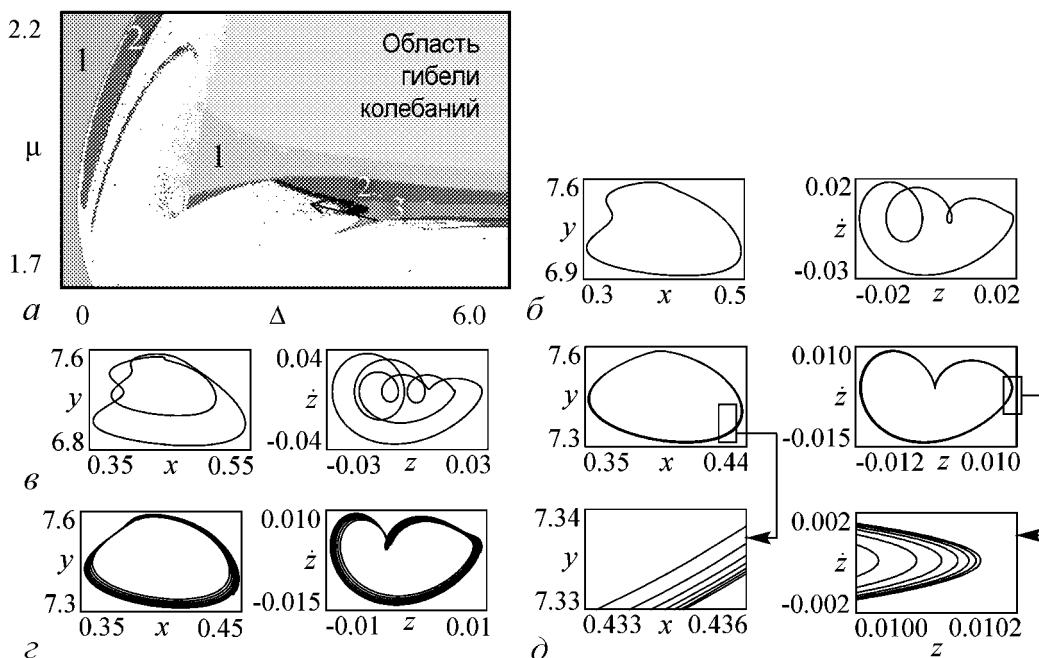 2.2
μ
1.7
1
2
Область
гибели
колебаний
1
2
3
а
0
Δ
6.0
7.6
y
6.9
0.3
x
0.5
б
0.02
ż
-0.03
-0.02
z
0.02
7.6
y
6.8
0.35
x
0.55
в
0.04
ż
-0.04
-0.03
z
0.03
7.6
y
7.3
0.35
x
0.44
0.010
ż
-0.015
-0.012
z
0.010
7.6
y
7.3
0.35
x
0.45
г
0.010
ż
-0.015
-0.01
z
0.01
7.34
y
7.33
0.433
x
0.436
д
0.002
ż
-0.002
0.0100
0.0102
z